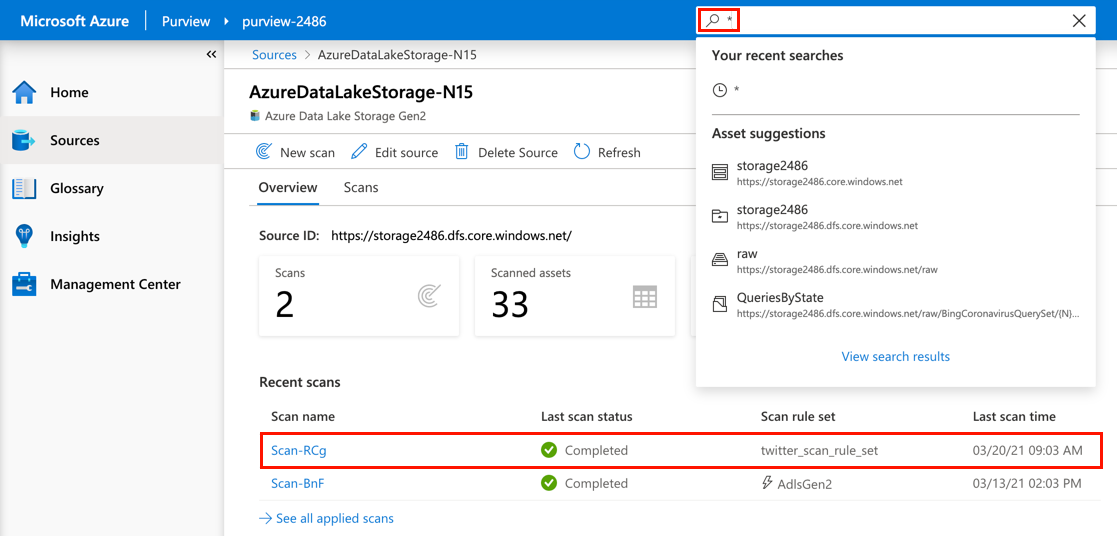 Microsoft Azure Purview purview-2486 *
Your recent searches
*
Asset suggestions
storage2486
https://storage2486.core.windows.net
storage2486
https://storage2486.dfs.core.windows.net
raw
https://storage2486.dfs.core.windows.net/raw
QueriesByState
https://storage2486.dfs.core.windows.net/raw/BingCoronavirusQuerySet/{N}...
View search results
Home
Sources
Glossary
Insights
Management Center
Sources > AzureDataLakeStorage-N15
AzureDataLakeStorage-N15
Azure Data Lake Storage Gen2
New scan Edit source Delete Source Refresh
Overview Scans
Source ID: https://storage2486.dfs.core.windows.net/
Scans
2
Scanned assets
33
Recent scans
Scan name Last scan status Scan rule set Last scan time
Scan-RCg Completed twitter_scan_rule_set 03/20/21 09:03 AM
Scan-BnF Completed AdlsGen2 03/13/21 02:03 PM
See all applied scans